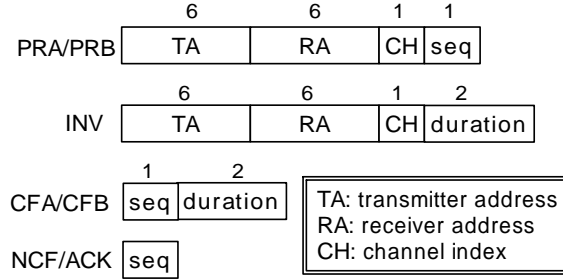 6 6 1 1
PRA/PRB TA RA CH seq
6 6 1 2
INV TA RA CH duration
1 2
CFA/CFB seq duration
NCF/ACK seq
TA: transmitter address
RA: receiver address
CH: channel index